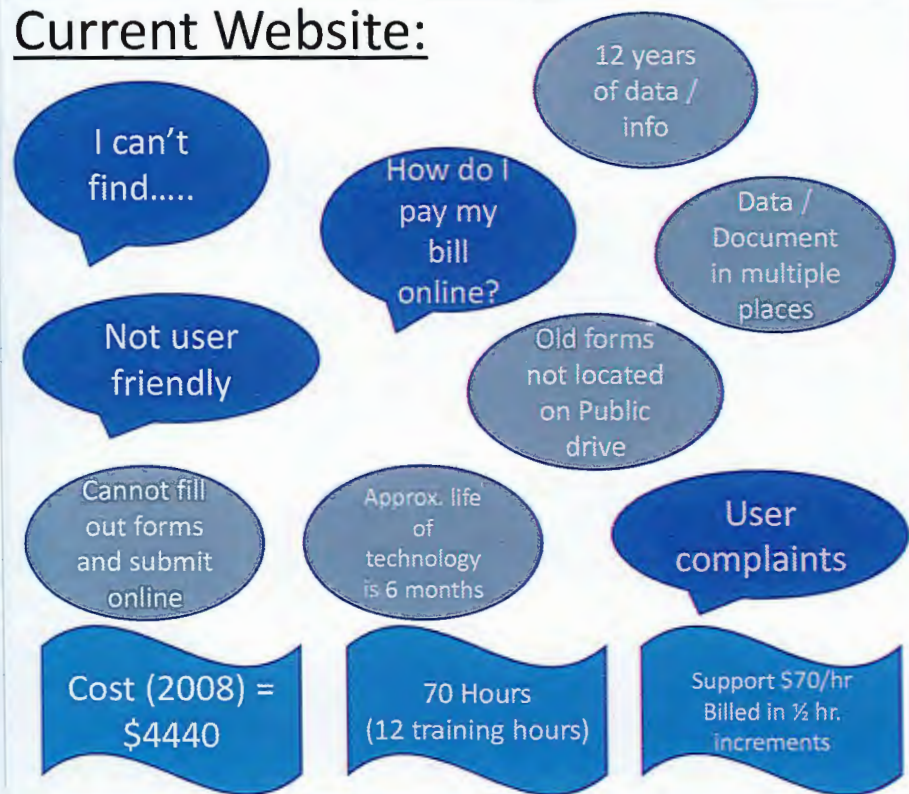 Current Website:
12 years
of data /
info
I can't
find.....
How do I
pay my
bill
online?
Data /
Document
in multiple
places
Not user
friendly
Old forms
not located
on Public
drive
Cannot fill
out forms
and submit
online
Approx. life
of
technology
is 6 months
User
complaints
Cost (2008) =
$4440
70 Hours
(12 training hours)
Support $70/hr
Billed in ½ hr.
increments